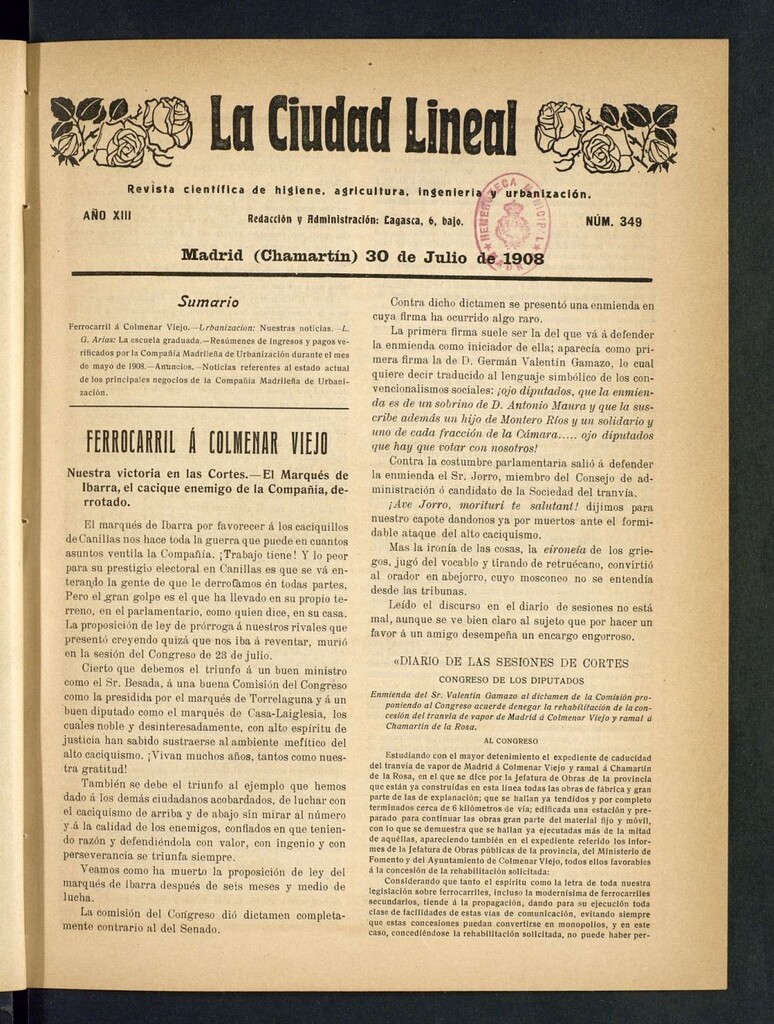 La Ciudad Lineal
Revista científica de higiene, agricultura, ingeniería y urbanización.
AÑO XIII
Redacción y Administración: Lagasca, 6, bajo.
NÚM. 349
HEMEROTECA MUNICIPAL
Madrid (Chamartín) 30 de Julio de 1908
Sumario
Ferrocarril á Colmenar Viejo.—Urbanizacion: Nuestras noticias.—L.
G. Arias: La escuela graduada.—Resúmenes de ingresos y pagos ve-
rificados por la Compañía Madrileña de Urbanización durante el mes
de mayo de 1908.—Anuncios.—Noticias referentes al estado actual
de los principales negocios de la Compañía Madrileña de Urbani-
zación.
FERROCARRIL Á COLMENAR VIEJO
Nuestra victoria en las Cortes.—El Marqués de
Ibarra, el cacique enemigo de la Compañía, de-
rrotado.
El marqués de Ibarra por favorecer á los caciquillos
de Canillas nos hace toda la guerra que puede en cuantos
asuntos ventila la Compañía. ¡Trabajo tiene! Y lo peor
para su prestigio electoral en Canillas es que se vá en-
terando la gente de que le derrotamos én todas partes.
Pero el gran golpe es el que ha llevado en su propio te-
rreno, en el parlamentario, como quien dice, en su casa.
La proposición de ley de prórroga á nuestros rivales que
presentó creyendo quizá que nos iba á reventar, murió
en la sesión del Congreso de 23 de julio.
Cierto que debemos el triunfo á un buen ministro
como el Sr. Besada, á una buena Comisión del Congreso
como la presidida por el marqués de Torrelaguna y á un
buen diputado como el marqués de Casa-Laiglesia, los
cuales noble y desinteresadamente, con alto espíritu de
justicia han sabido sustraerse al ambiente mefítico del
alto caciquismo. ¡Vivan muchos años, tantos como nues-
tra gratitud!
También se debe el triunfo al ejemplo que hemos
dado á los demás ciudadanos acobardados, de luchar con
el caciquismo de arriba y de abajo sin mirar al número
y á la calidad de los enemigos, confiados en que tenien-
do razón y defendiéndola con valor, con ingenio y con
perseverancia se triunfa siempre.
Veamos como ha muerto la proposición de ley del
marqués de Ibarra después de seis meses y medio de
lucha.
La comisión del Congreso dió dictamen completa-
mente contrario al del Senado.
Contra dicho dictamen se presentó una enmienda en
cuya firma ha ocurrido algo raro.
La primera firma suele ser la del que vá á defender
la enmienda como iniciador de ella; aparecía como pri-
mera firma la de D. Germán Valentín Gamazo, lo cual
quiere decir traducido al lenguaje simbólico de los con-
vencionalismos sociales: ¡ojo diputados, que la enmien-
da es de un sobrino de D. Antonio Maura y que la sus-
cribe además un hijo de Montero Ríos y un solidario y
uno de cada fracción de la Cámara..... ojo diputados
que hay que votar con nosotros!
Contra la costumbre parlamentaria salió á defender
la enmienda el Sr. Jorro, miembro del Consejo de ad-
ministración ó candidato de la Sociedad del tranvía.
¡Ave Jorro, morituri te salutant! dijimos para
nuestro capote dandonos ya por muertos ante el formi-
dable ataque del alto caciquismo.
Mas la ironía de las cosas, la eironeia de los grie-
gos, jugó del vocablo y tirando de retruécano, convirtió
al orador en abejorro, cuyo mosconeo no se entendía
desde las tribunas.
Leído el discurso en el diario de sesiones no está
mal, aunque se ve bien claro al sujeto que por hacer un
favor á un amigo desempeña un encargo engorroso.
«DIARIO DE LAS SESIONES DE CORTES
CONGRESO DE LOS DIPUTADOS
Enmienda del Sr. Valentín Gamazo al dictamen de la Comisión pro-
poniendo al Congreso acuerde denegar la rehabilitación de la con-
cesión del tranvía de vapor de Madrid á Colmenar Viejo y ramal á
Chamartin de la Rosa.
AL CONGRESO
Estudiando con el mayor detenimiento el expediente de caducidad
del tranvía de vapor de Madrid á Colmenar Viejo y ramal á Chamartín
de la Rosa, en el que se dice por la Jefatura de Obras de la provincia
que están ya construídas en esta línea todas las obras de fábrica y gran
parte de las de explanación; que se hallan ya tendidos y por completo
terminados cerca de 6 kilómetros de vía; edificada una estación y pre-
parado para continuar las obras gran parte del material fijo y móvil,
con lo que se demuestra que se hallan ya ejecutadas más de la mitad
de aquéllas, apareciendo también en el expediente referido los infor-
mes de la Jefatura de Obras públicas de la provincia, del Ministerio de
Fomento y del Ayuntamiento de Colmenar Viejo, todos ellos favorables
á la concesión de la rehabilitación solicitada:
Considerando que tanto el espíritu como la letra de toda nuestra
legislación sobre ferrocarriles, incluso la modernísima de ferrocarriles
secundarios, tiende á la propagación, dando para su ejecución toda
clase de facilidades de estas vías de comunicación, evitando siempre
que estas concesiones puedan convertirse en monopolios, y en este
caso, concediéndose la rehabilitación solicitada, no puede haber per-